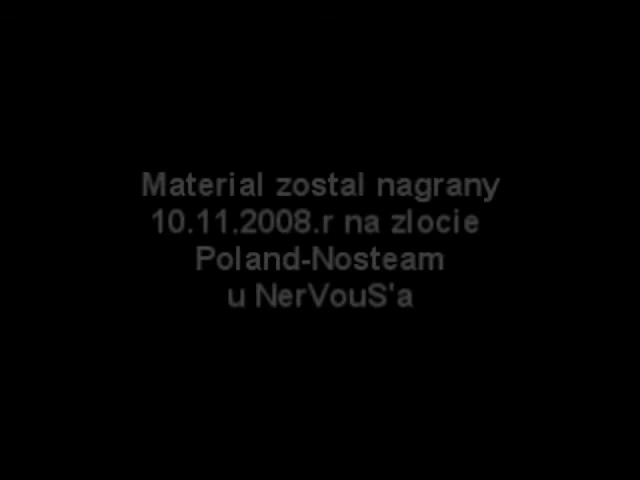 Material zostal nagrany
10.11.2008.r na zlocie
Poland-Nosteam
u NerVouS'a